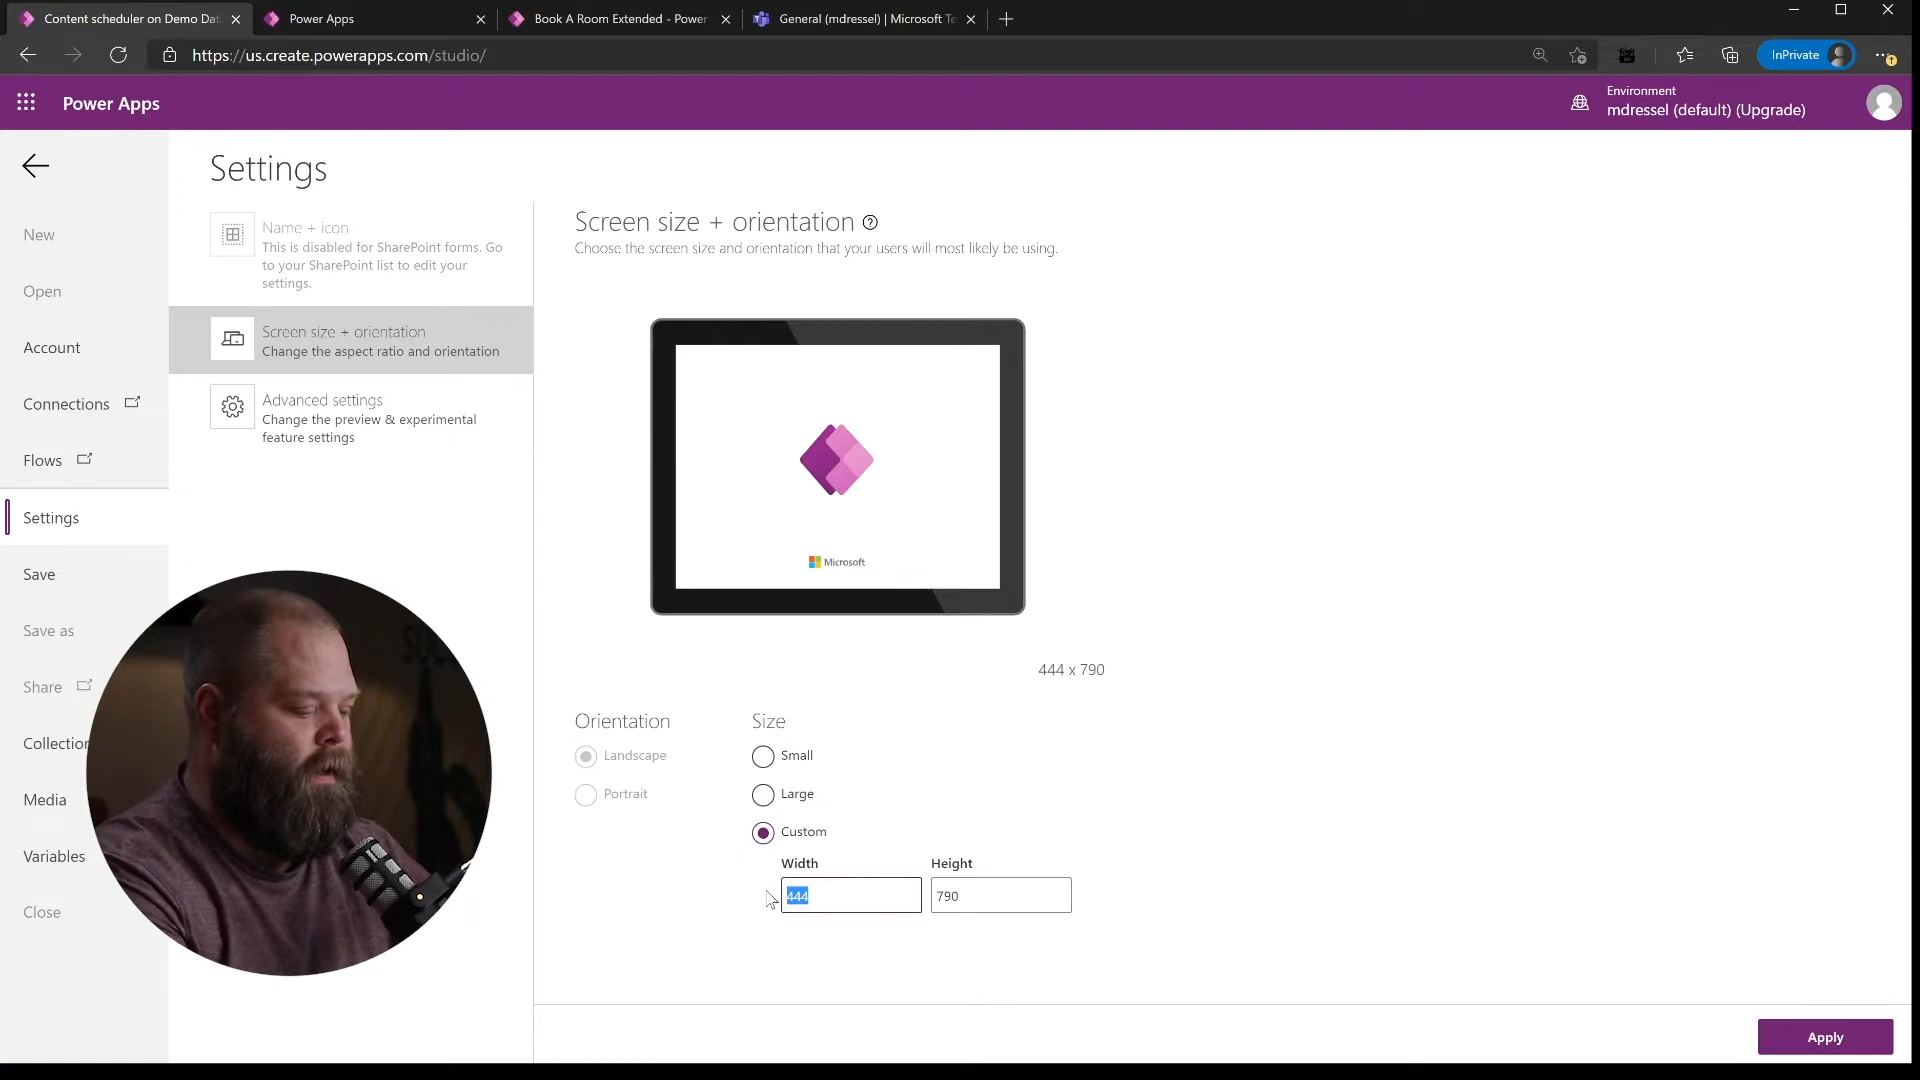 Content scheduler on Demo Dat
Power Apps
Book A Room Extended - Power
General (mdressel) | Microsoft Te
https://us.create.powerapps.com/studio/
InPrivate
Power Apps
Environment
mdressel (default) (Upgrade)
New
Open
Account
Connections
Flows
Settings
Save
Save as
Share
Collection
Media
Variables
Close
Settings
Name + icon
This is disabled for SharePoint forms. Go
to your SharePoint list to edit your
settings.
Screen size + orientation
Change the aspect ratio and orientation
Advanced settings
Change the preview & experimental
feature settings
Screen size + orientation
Choose the screen size and orientation that your users will most likely be using.
Microsoft
444 x 790
Orientation
Landscape
Portrait
Size
Small
Large
Custom
Width
Height
444
790
Apply